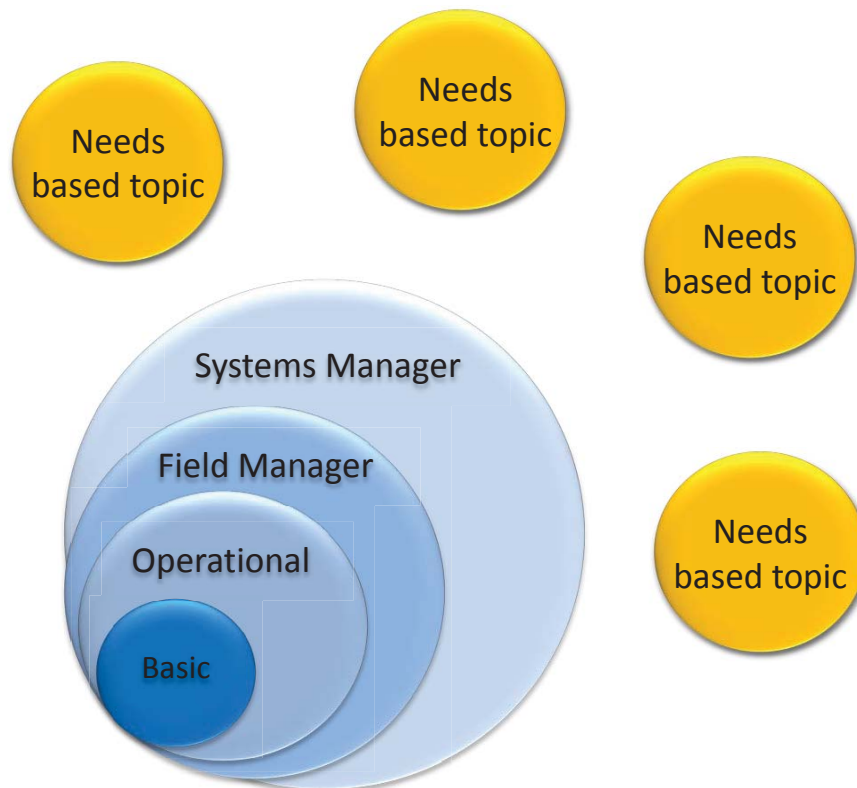 Needs
based topic
Needs
based topic
Needs
based topic
Systems Manager
Field Manager
Operational
Basic
Needs
based topic